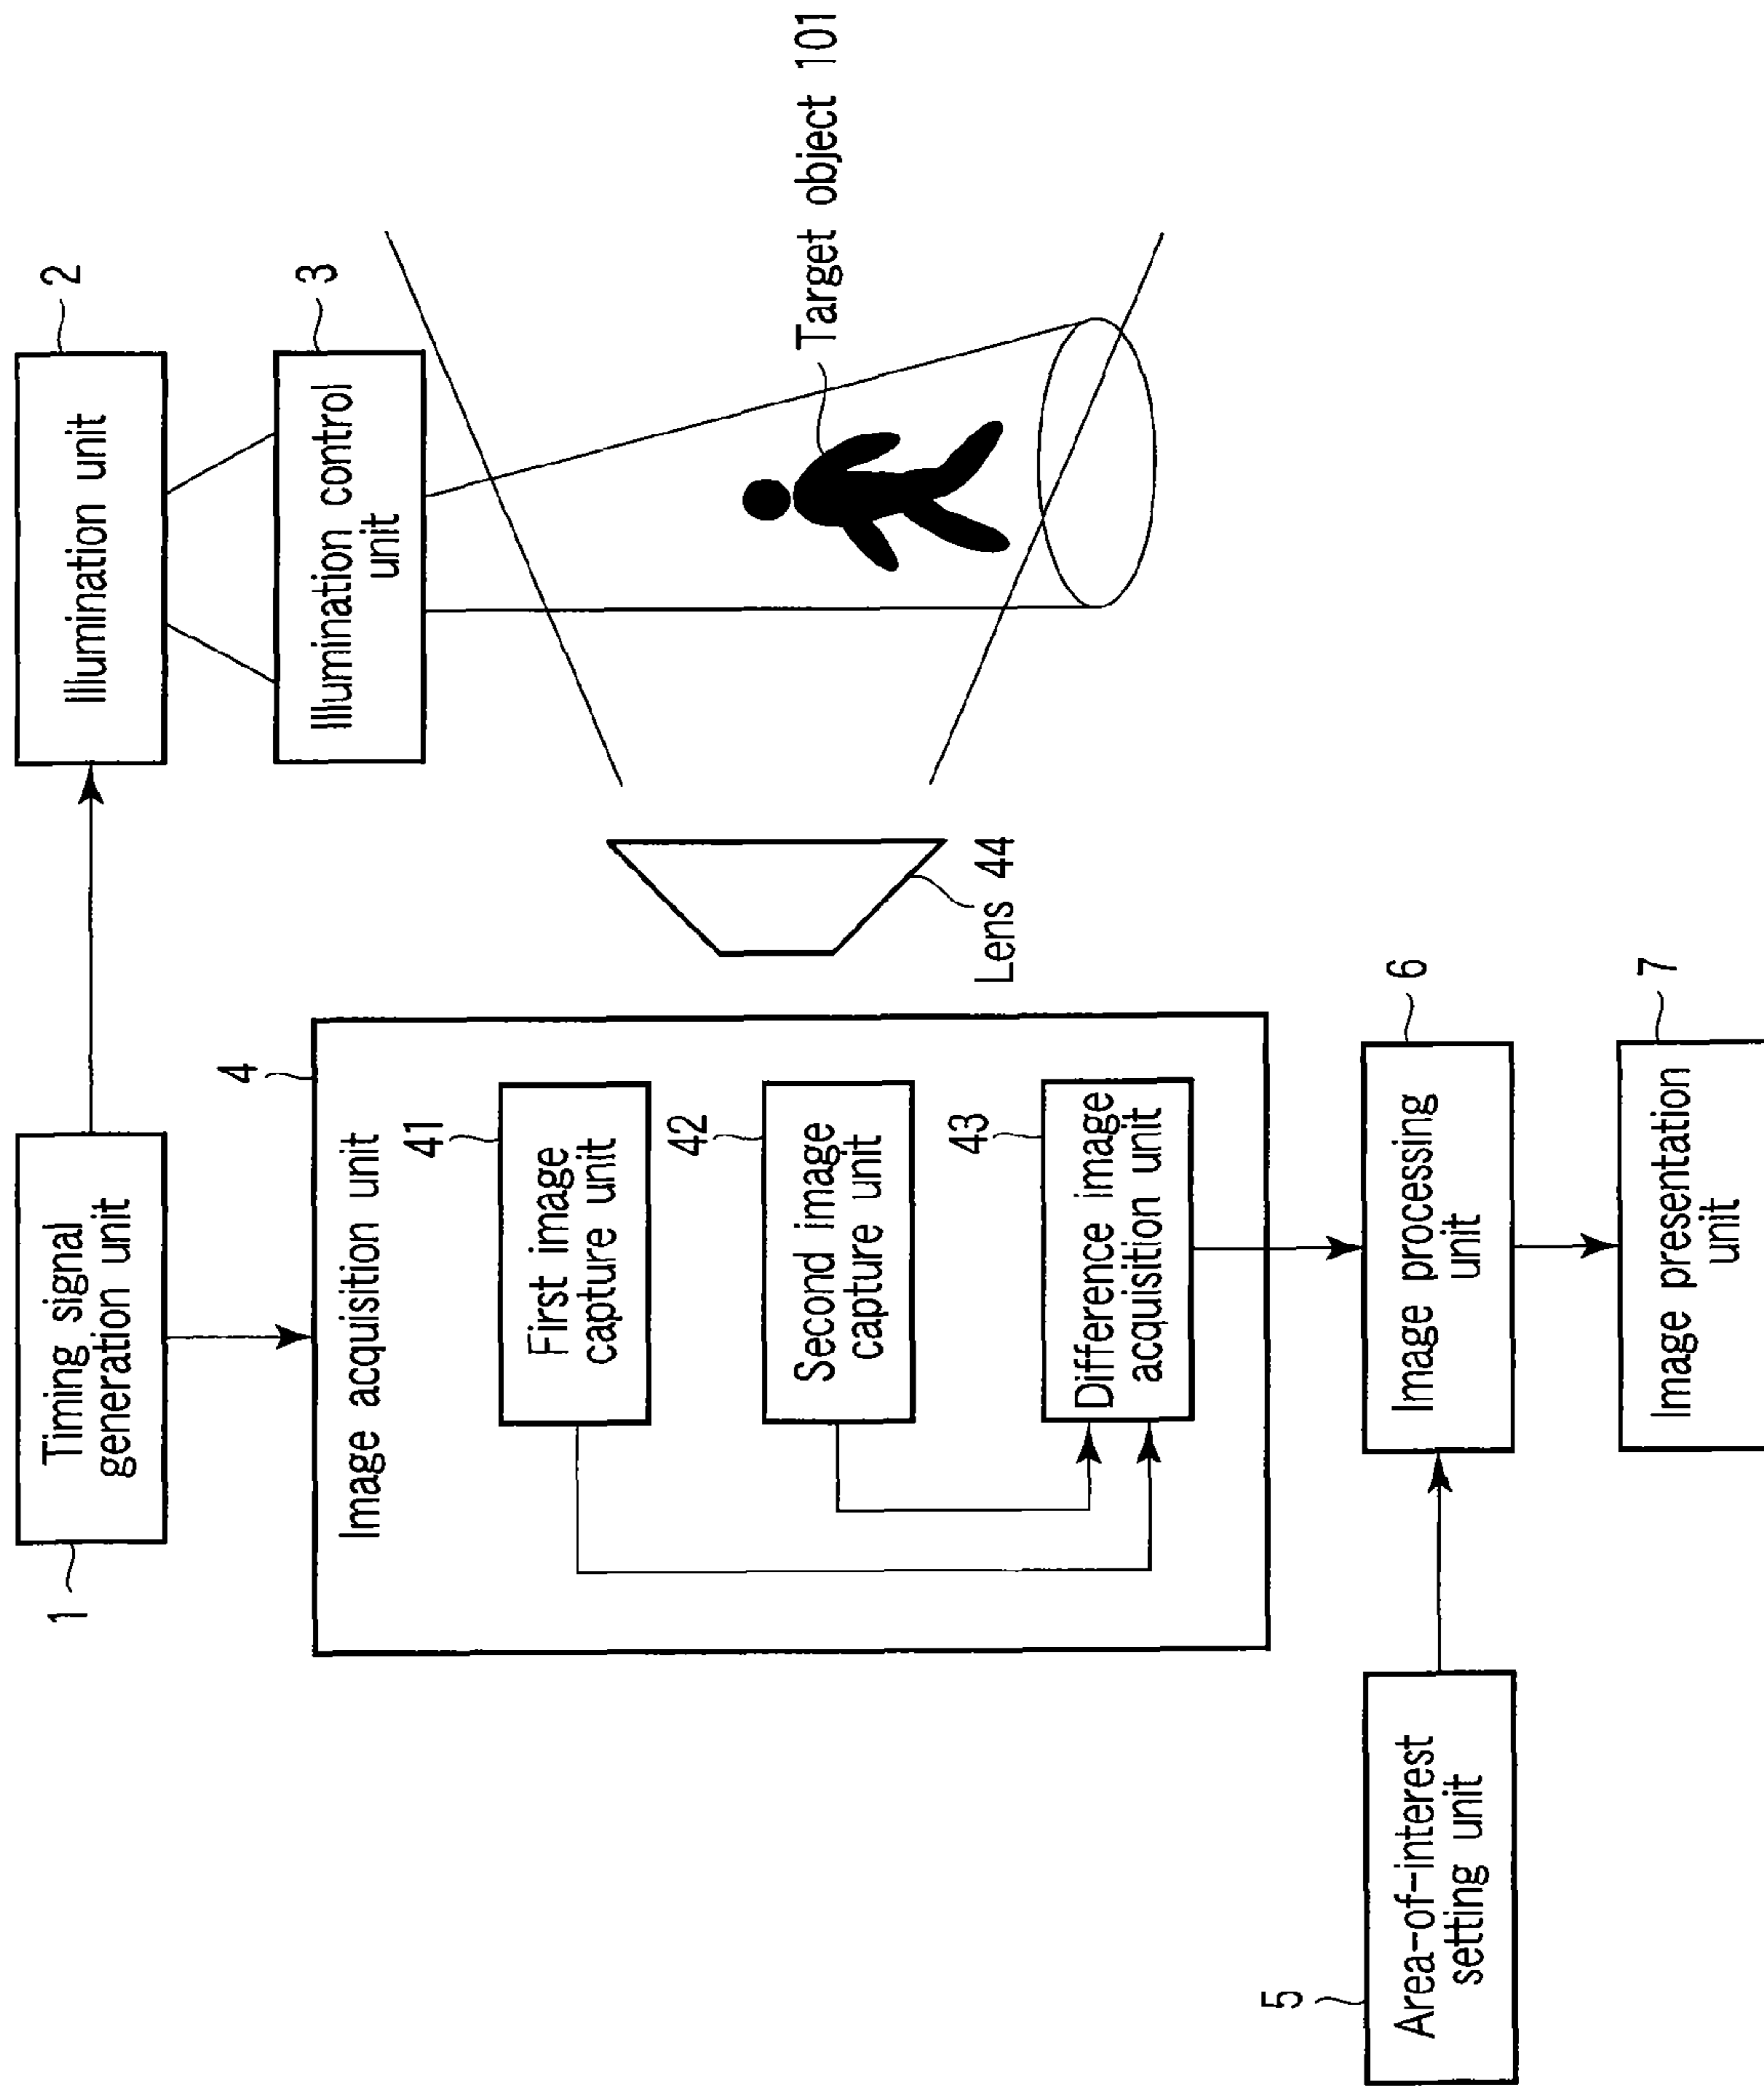 1
Timing signal
generation unit
2
Illumination unit
3
Illumination control
unit
4
Image acquisition unit
41
First image
capture unit
42
Second image
capture unit
43
Difference image
acquisition unit
Lens 44
Target object 101
5
Area-of-interest
setting unit
6
Image processing
unit
7
Image presentation
unit